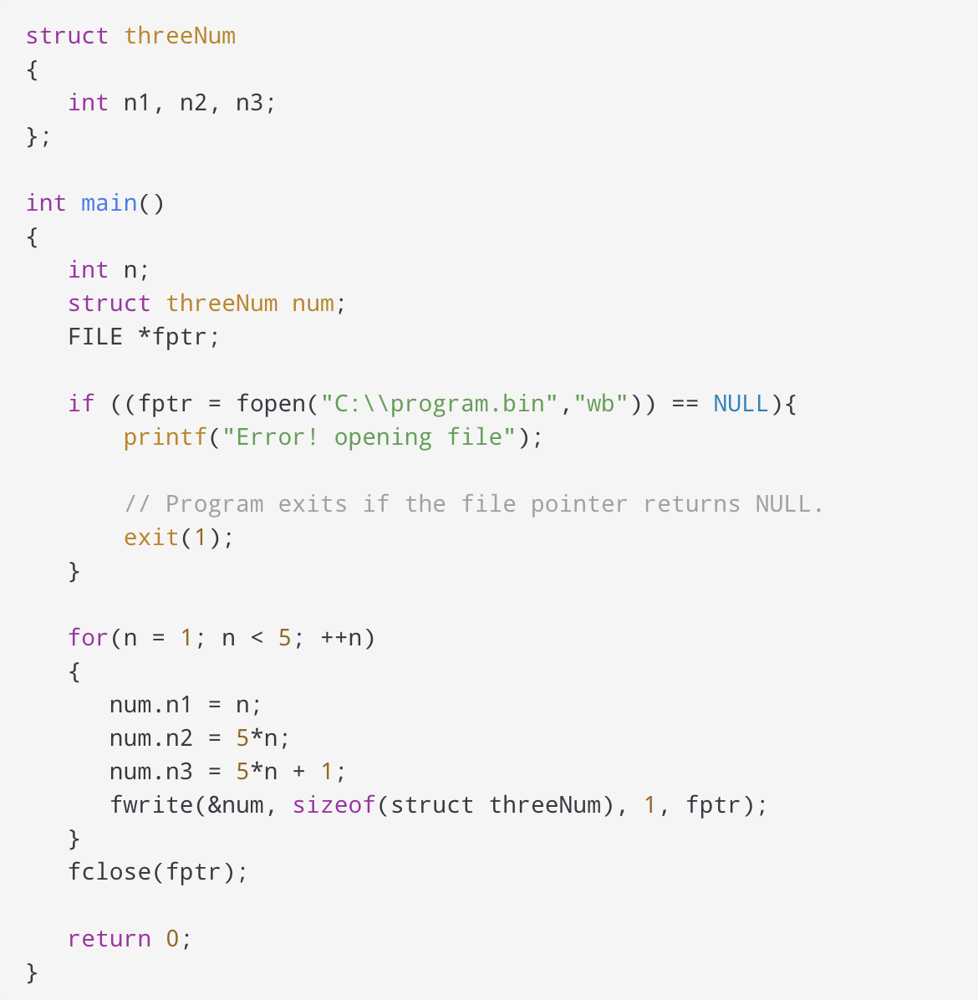 struct threeNum
{
   int n1, n2, n3;
};

int main()
{
   int n;
   struct threeNum num;
   FILE *fptr;

   if ((fptr = fopen("C:\\program.bin","wb")) == NULL){
       printf("Error! opening file");

       // Program exits if the file pointer returns NULL.
       exit(1);
   }

   for(n = 1; n < 5; ++n)
   {
      num.n1 = n;
      num.n2 = 5*n;
      num.n3 = 5*n + 1;
      fwrite(&num, sizeof(struct threeNum), 1, fptr);
   }
   fclose(fptr);

   return 0;
}